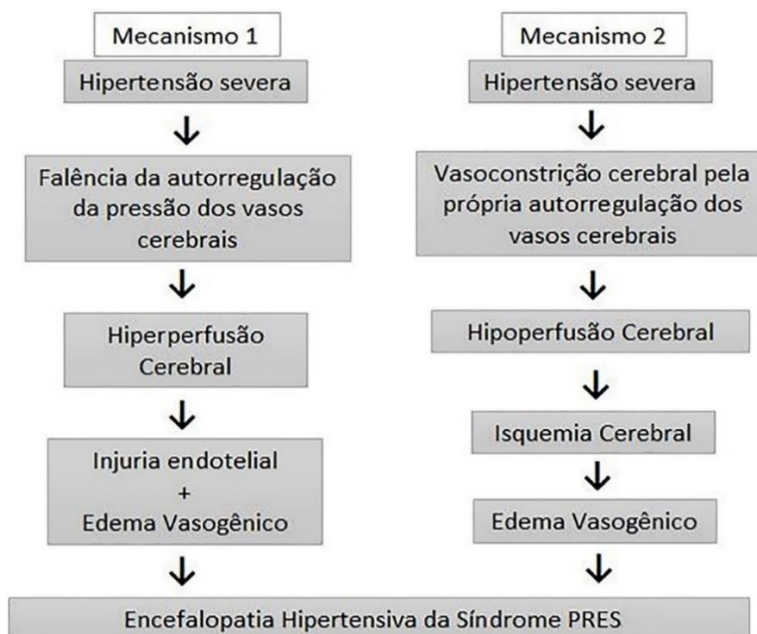 Mecanismo 1
Hipertensão severa
Falência da autorregulação
da pressão dos vasos
cerebrais
Hiperperfusão
Cerebral
Injuria endotelial
+
Edema Vasogênico
Mecanismo 2
Hipertensão severa
Vasoconstrição cerebral pela
própria autorregulação dos
vasos cerebrais
Hipoperfusão Cerebral
Isquemia Cerebral
Edema Vasogênico
Encefalopatia Hipertensiva da Síndrome PRES